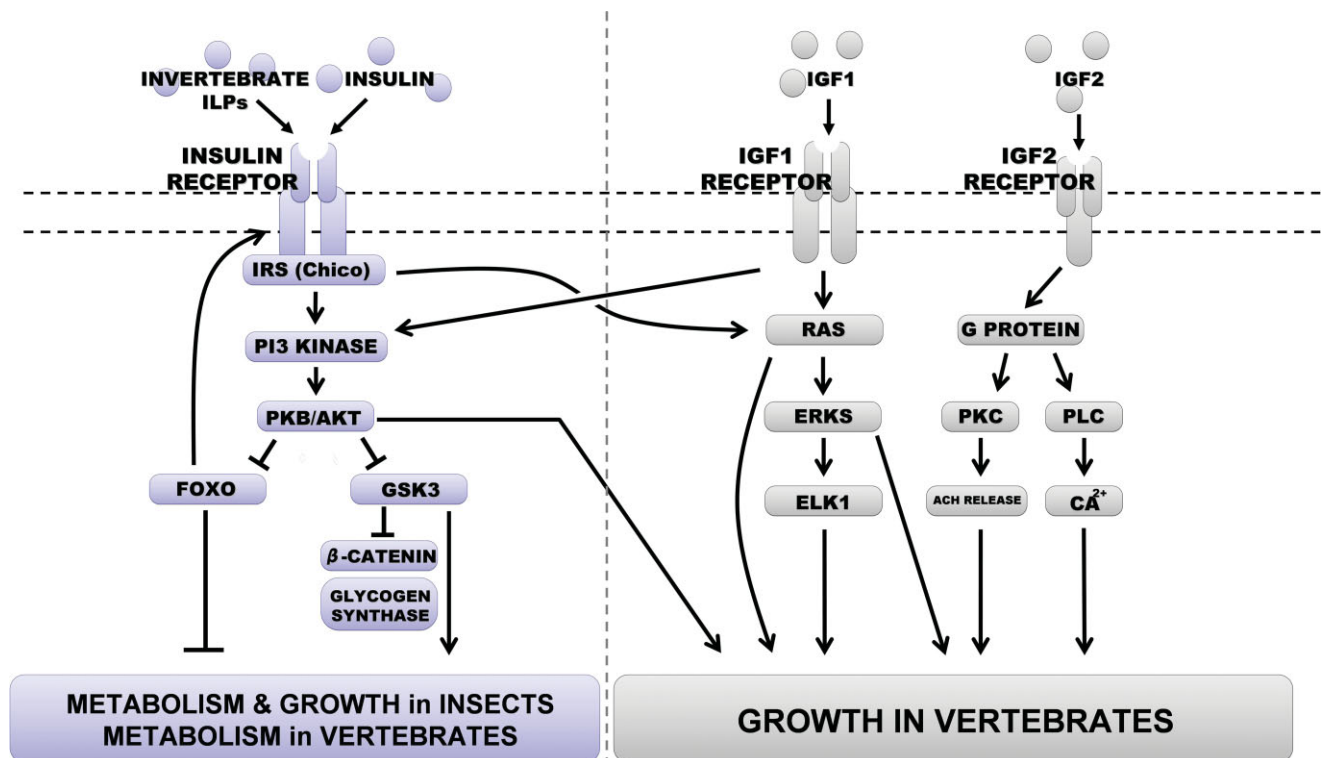 INVERTEBRATE
ILPs
INSULIN
INSULIN
RECEPTOR
IRS (Chico)
PI3 KINASE
PKB/AKT
FOXO
GSK3
β-CATENIN
GLYCOGEN
SYNTHASE
METABOLISM & GROWTH in INSECTS
METABOLISM in VERTEBRATES
IGF1
IGF1
RECEPTOR
RAS
ERKS
ELK1
IGF2
IGF2
RECEPTOR
G PROTEIN
PKC
PLC
ACH RELEASE
CA2+
GROWTH IN VERTEBRATES